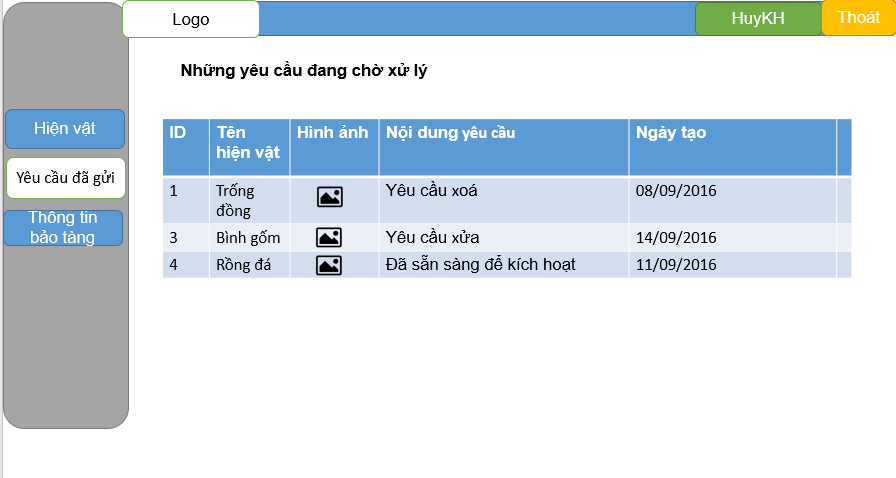 Logo
HuyKH
Thoát
Những yêu cầu đang chờ xử lý
Hiện vật
Yêu cầu đã gửi
Thông tin
bảo tàng
ID Tên hiện vật Hình ảnh Nội dung yêu cầu Ngày tạo
1 Trống đồng Yêu cầu xoá 08/09/2016
3 Bình gốm Yêu cầu xửa 14/09/2016
4 Rồng đá Đã sẵn sàng để kích hoạt 11/09/2016